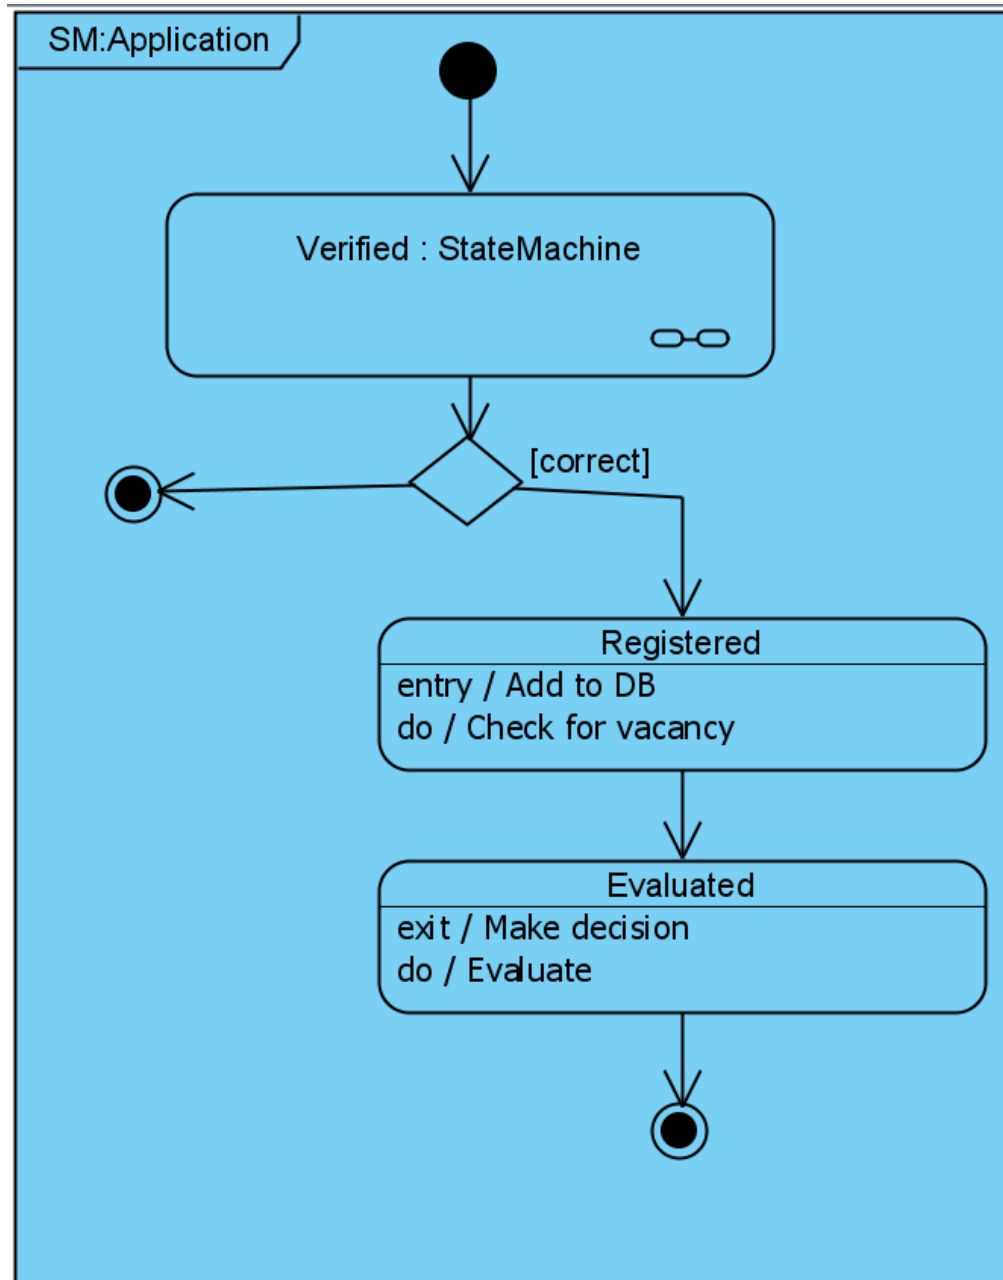 SM:Application
Verified : StateMachine
[correct]
Registered
entry / Add to DB
do / Check for vacancy
Evaluated
exit / Make decision
do / Evaluate